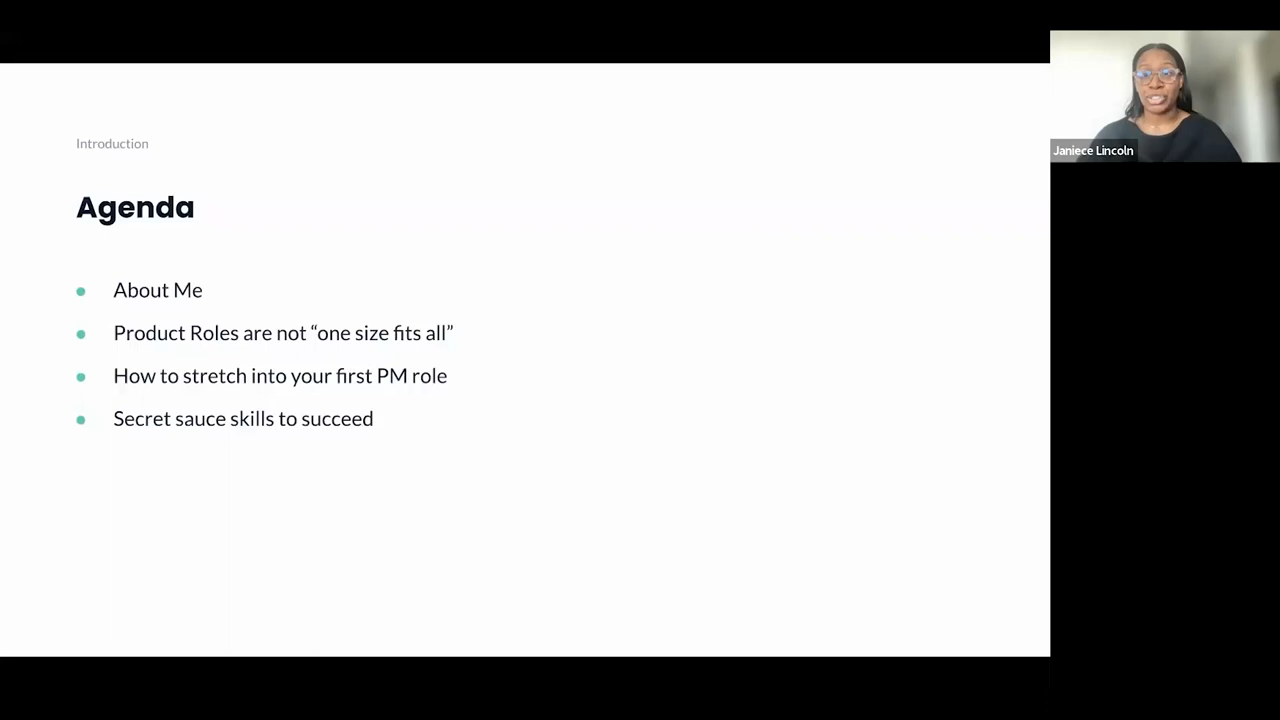 Introduction
Agenda
About Me
Product Roles are not “one size fits all”
How to stretch into your first PM role
Secret sauce skills to succeed
Janiece Lincoln